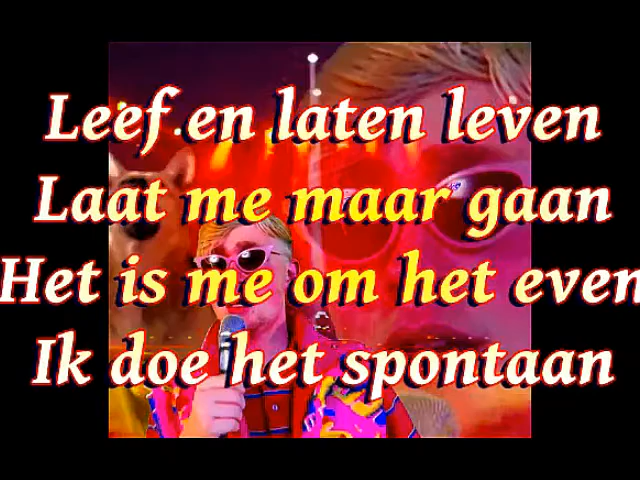 Leef en laten leven
Laat me maar gaan
Het is me om het even
Ik doe het spontaan